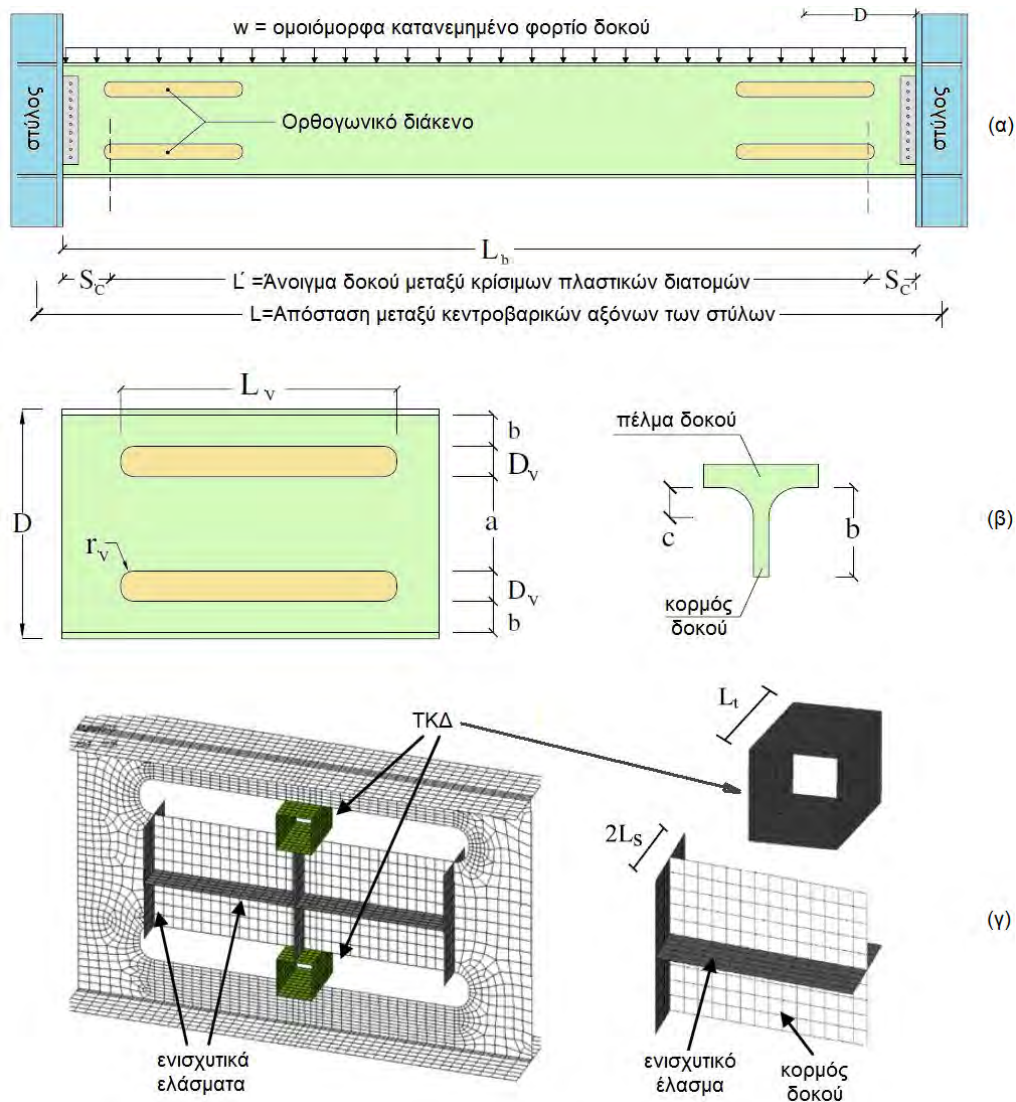 D
w = ομοιόμορφα κατανεμημένο φορτίο δοκού
στύλος
στύλος
Ορθογωνικό διάκενο
(α)
L_b
S_C
L΄ =Άνοιγμα δοκού μεταξύ κρίσιμων πλαστικών διατομών
S_C
L=Απόσταση μεταξύ κεντροβαρικών αξόνων των στύλων
L_v
πέλμα δοκού
b
D_v
D
a
c
b
(β)
r_v
D_v
b
κορμός
δοκού
ΤΚΔ
L_t
2L_S
(γ)
ενισχυτικά
ελάσματα
ενισχυτικό
έλασμα
κορμός
δοκού